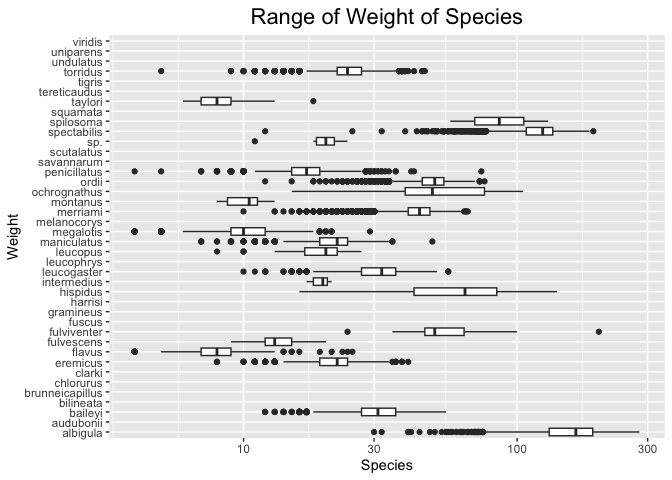 Range of Weight of Species
viridis
uniparens
undulatus
torridus
tigris
tereticaudus
taylori
squamata
spilosoma
spectabilis
sp.
scutalatus
savannarum
penicillatus
ordii
ochrognathus
montanus
merriami
melanocorys
megalotis
maniculatus
leucopus
leucophrys
leucogaster
intermedius
hispidus
harrisi
gramineus
fuscus
fulviventer
fulvescens
flavus
eremicus
clarki
chlorurus
brunneicapillus
bilineata
baileyi
audubonii
albigula
Weight
10 30 100 300
Species